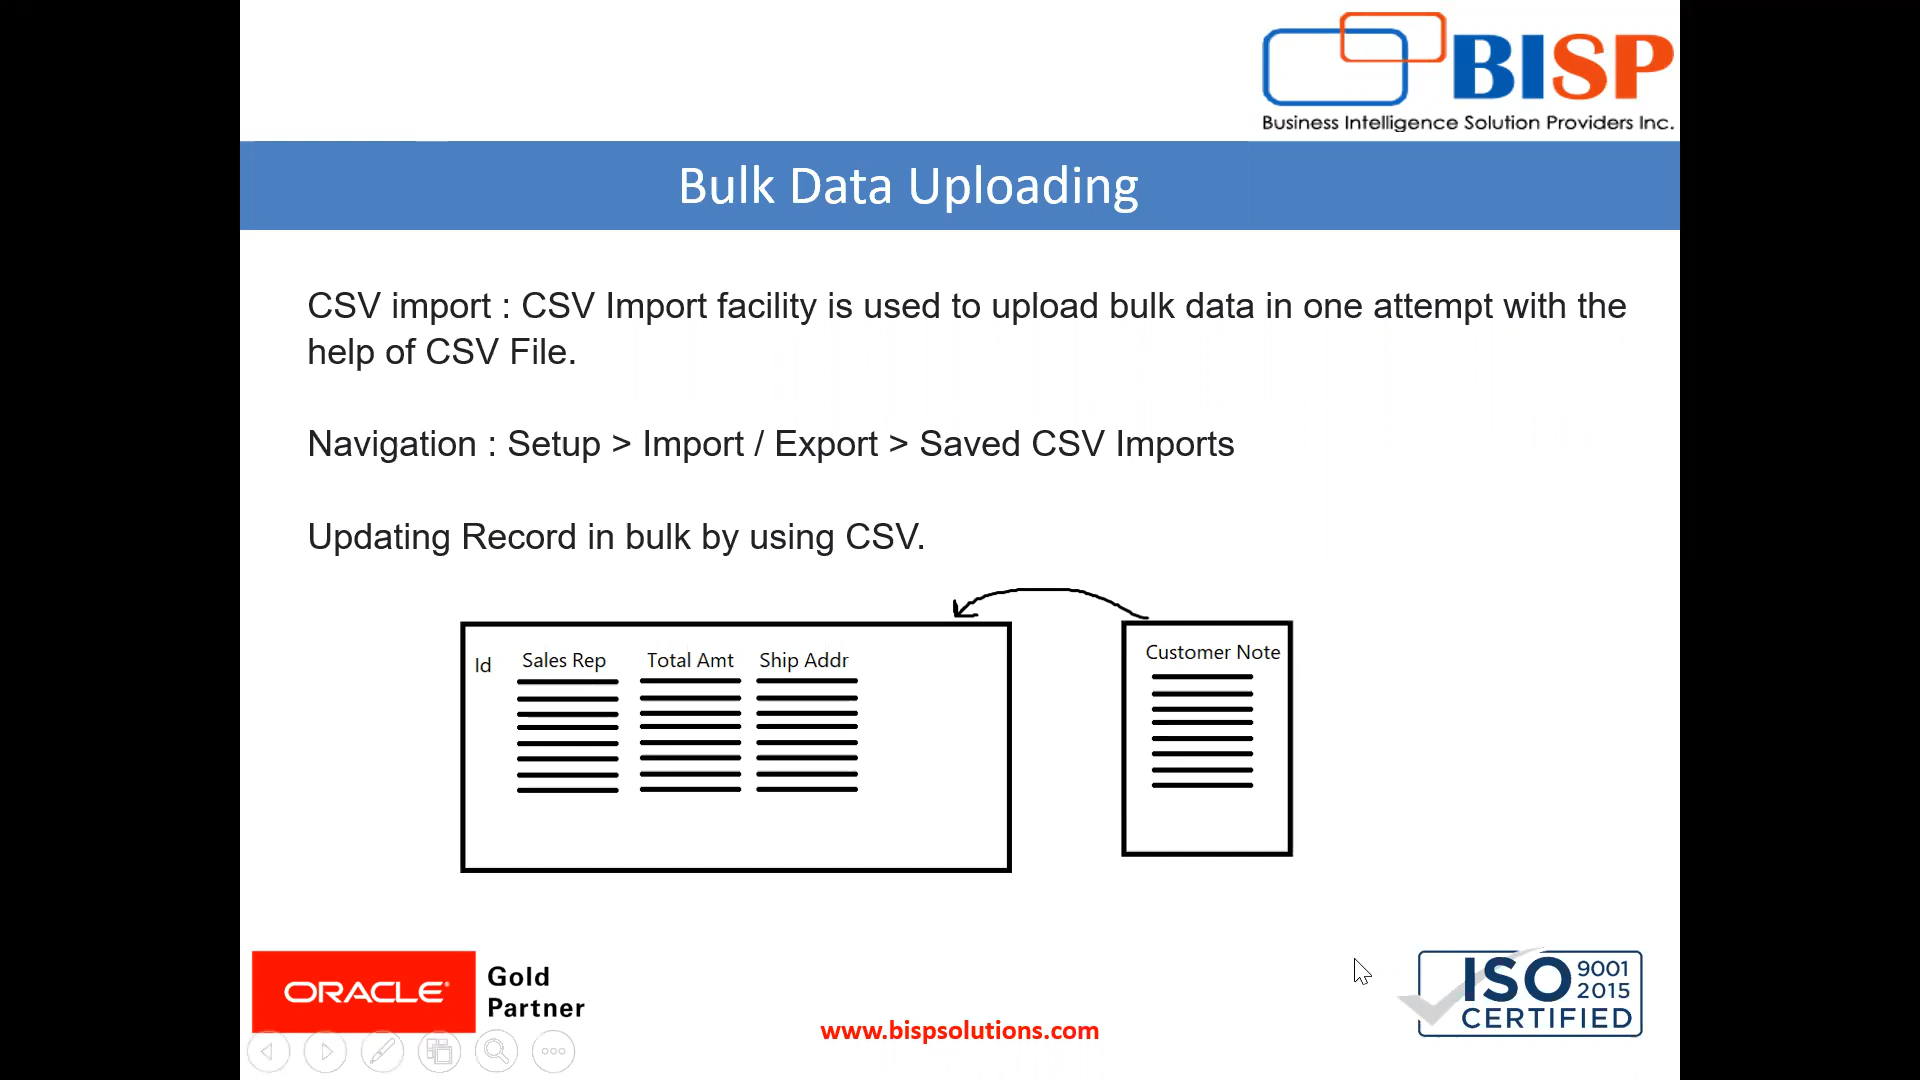 BISP
Business Intelligence Solution Providers Inc.
Bulk Data Uploading
CSV import : CSV Import facility is used to upload bulk data in one attempt with the
help of CSV File.
Navigation : Setup > Import / Export > Saved CSV Imports
Updating Record in bulk by using CSV.
Id Sales Rep Total Amt Ship Addr
Customer Note
ORACLE®
Gold
Partner
www.bispsolutions.com
ISO 9001
2015
CERTIFIED